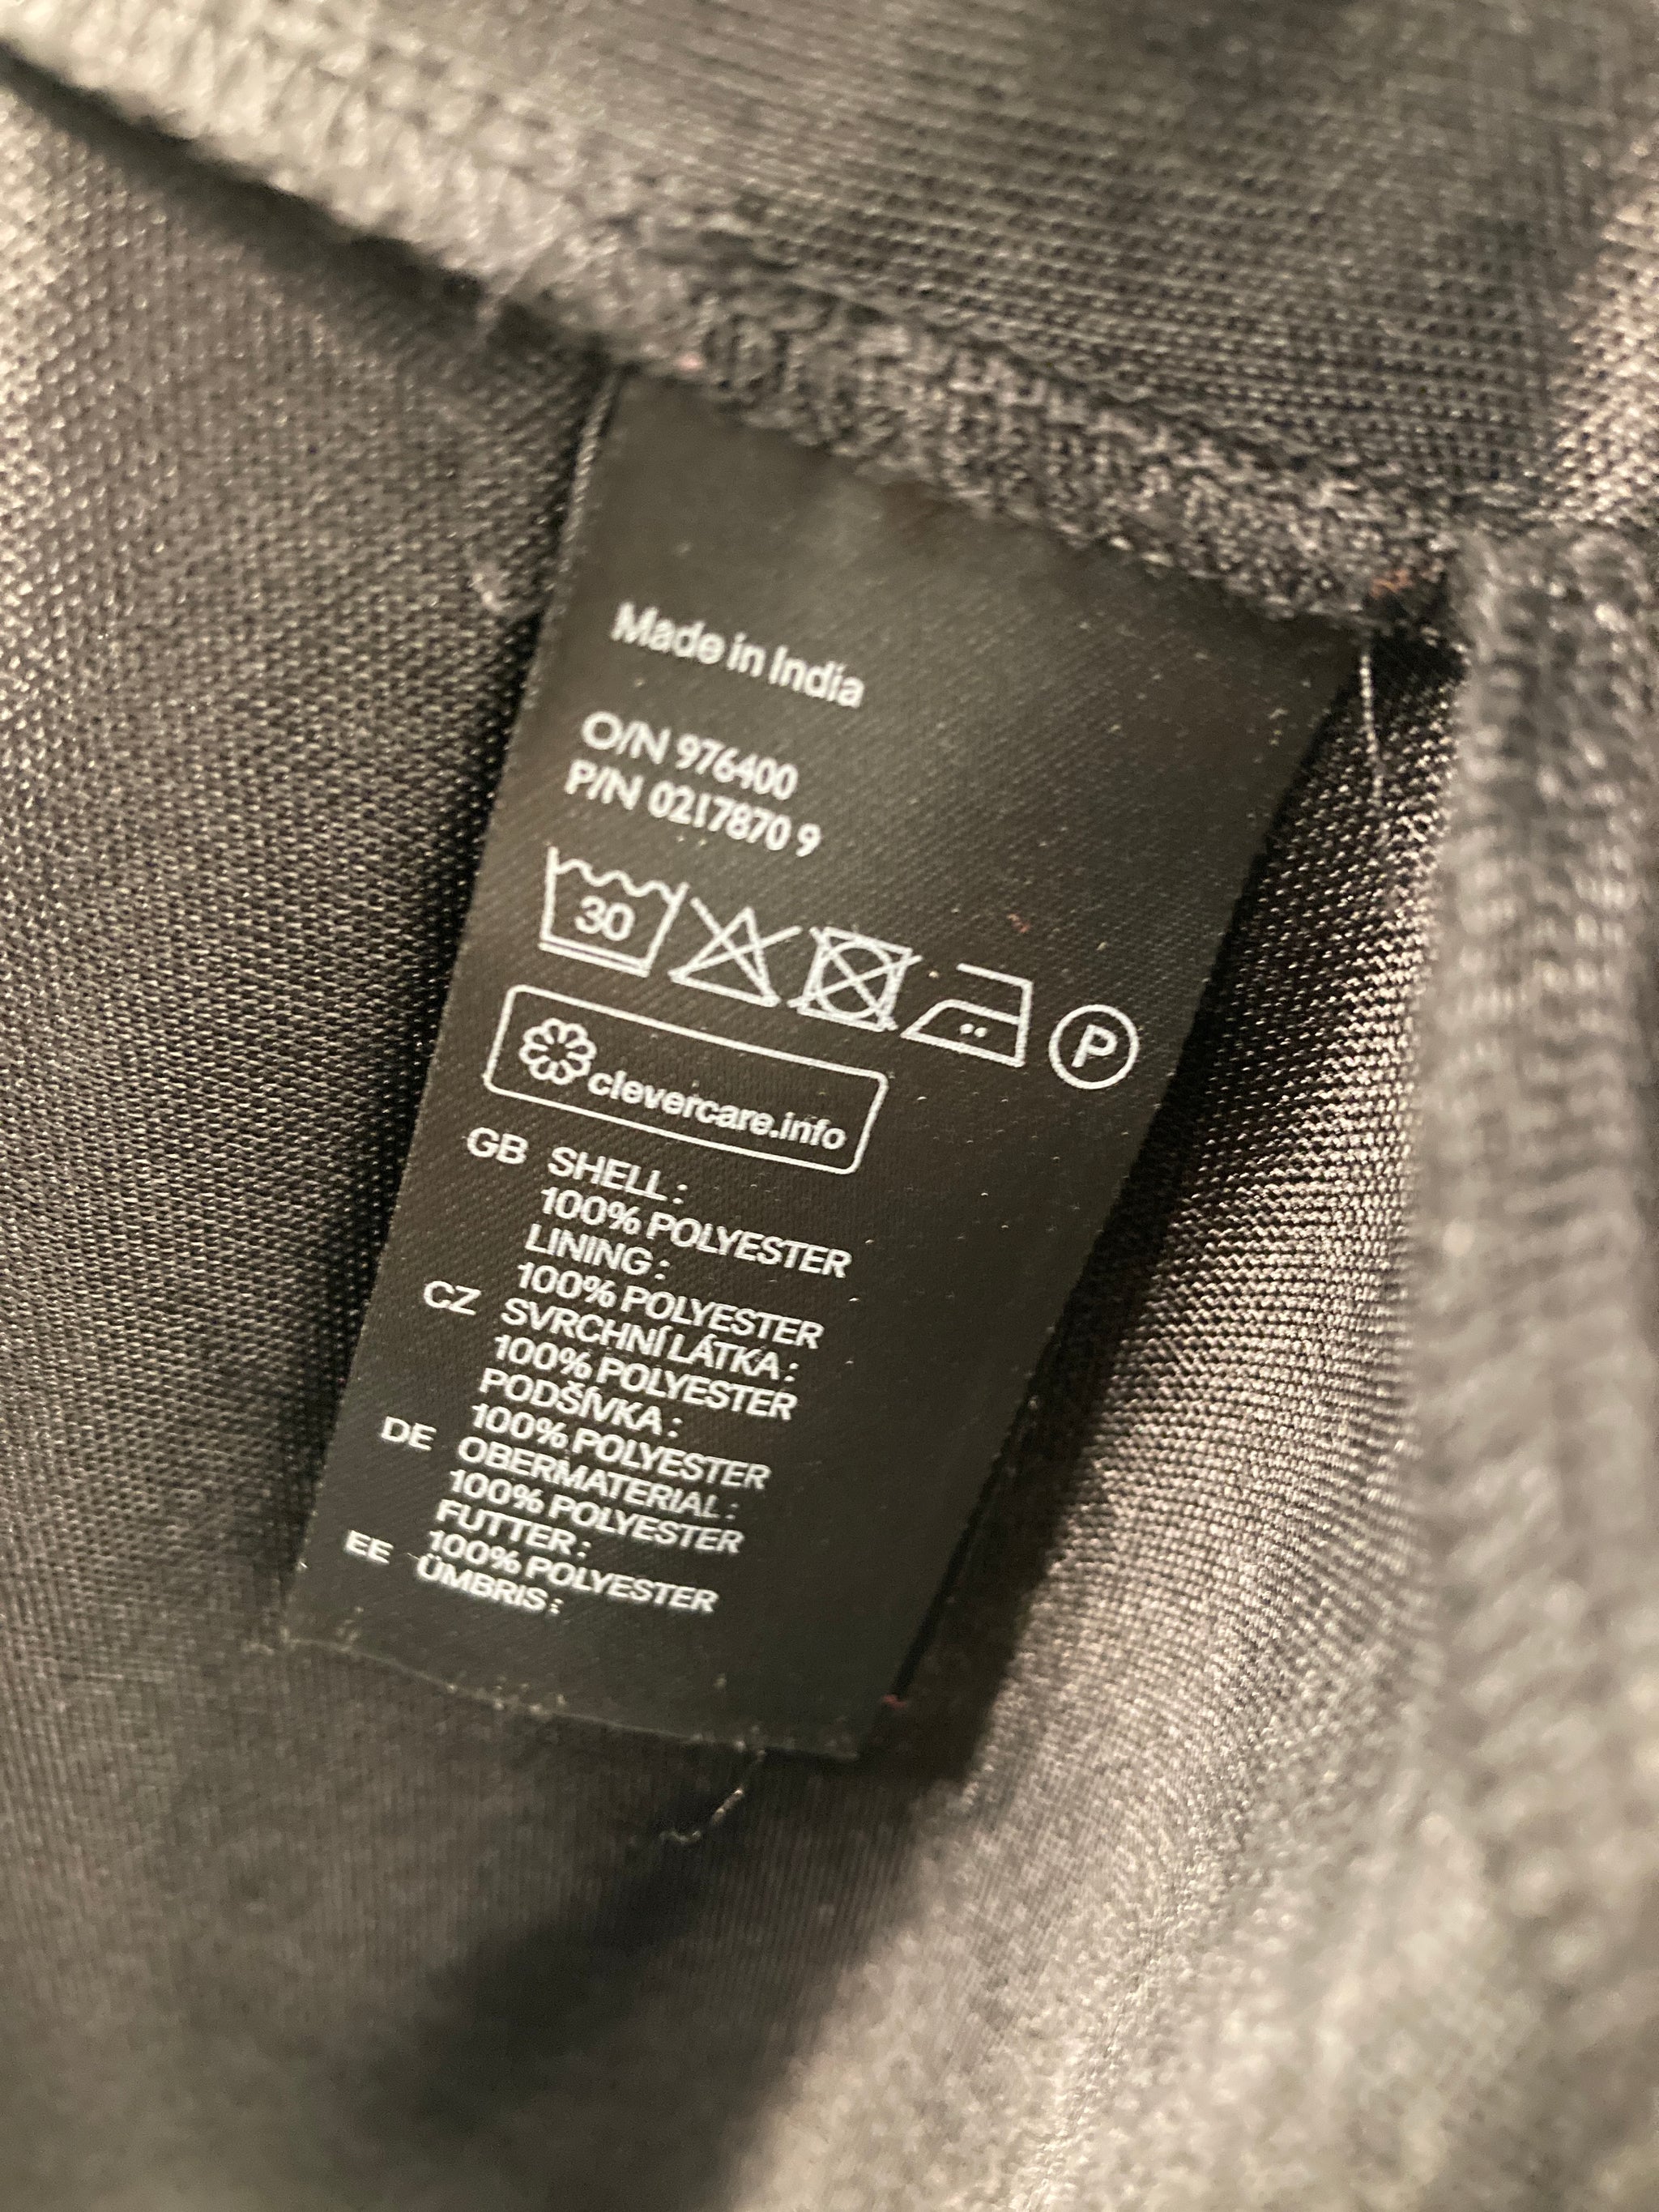 Made in India
O/N 976400
P/N 0217870 9
30
P
clevercare.info
GB SHELL :
100% POLYESTER
LINING :
100% POLYESTER
CZ SVRCHNÍ LÁTKA :
100% POLYESTER
PODŠÍVKA :
100% POLYESTER
DE OBERMATERIAL :
100% POLYESTER
FUTTER :
100% POLYESTER
EE ÜMBRIS :